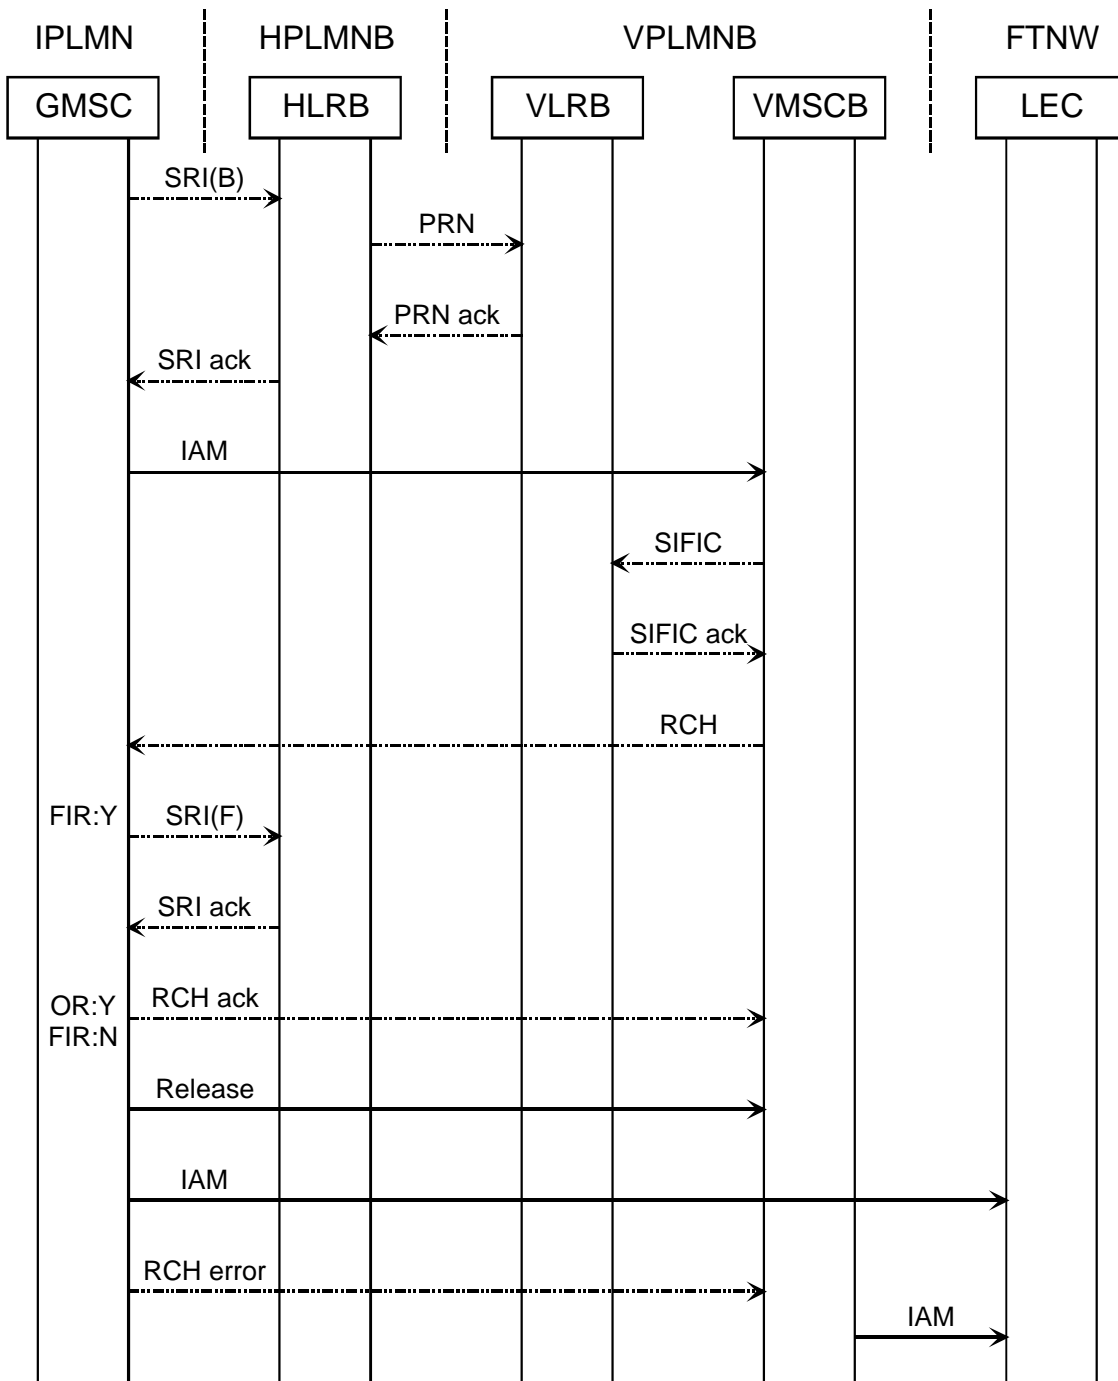 IPLMN HPLMNB VPLMNB FTNW
GMSC HLRB VLRB VMSCB LEC
SRI(B)
PRN
PRN ack
SRI ack
IAM
SIFIC
SIFIC ack
RCH
FIR:Y SRI(F)
SRI ack
OR:Y RCH ack
FIR:N
Release
IAM
RCH error
IAM